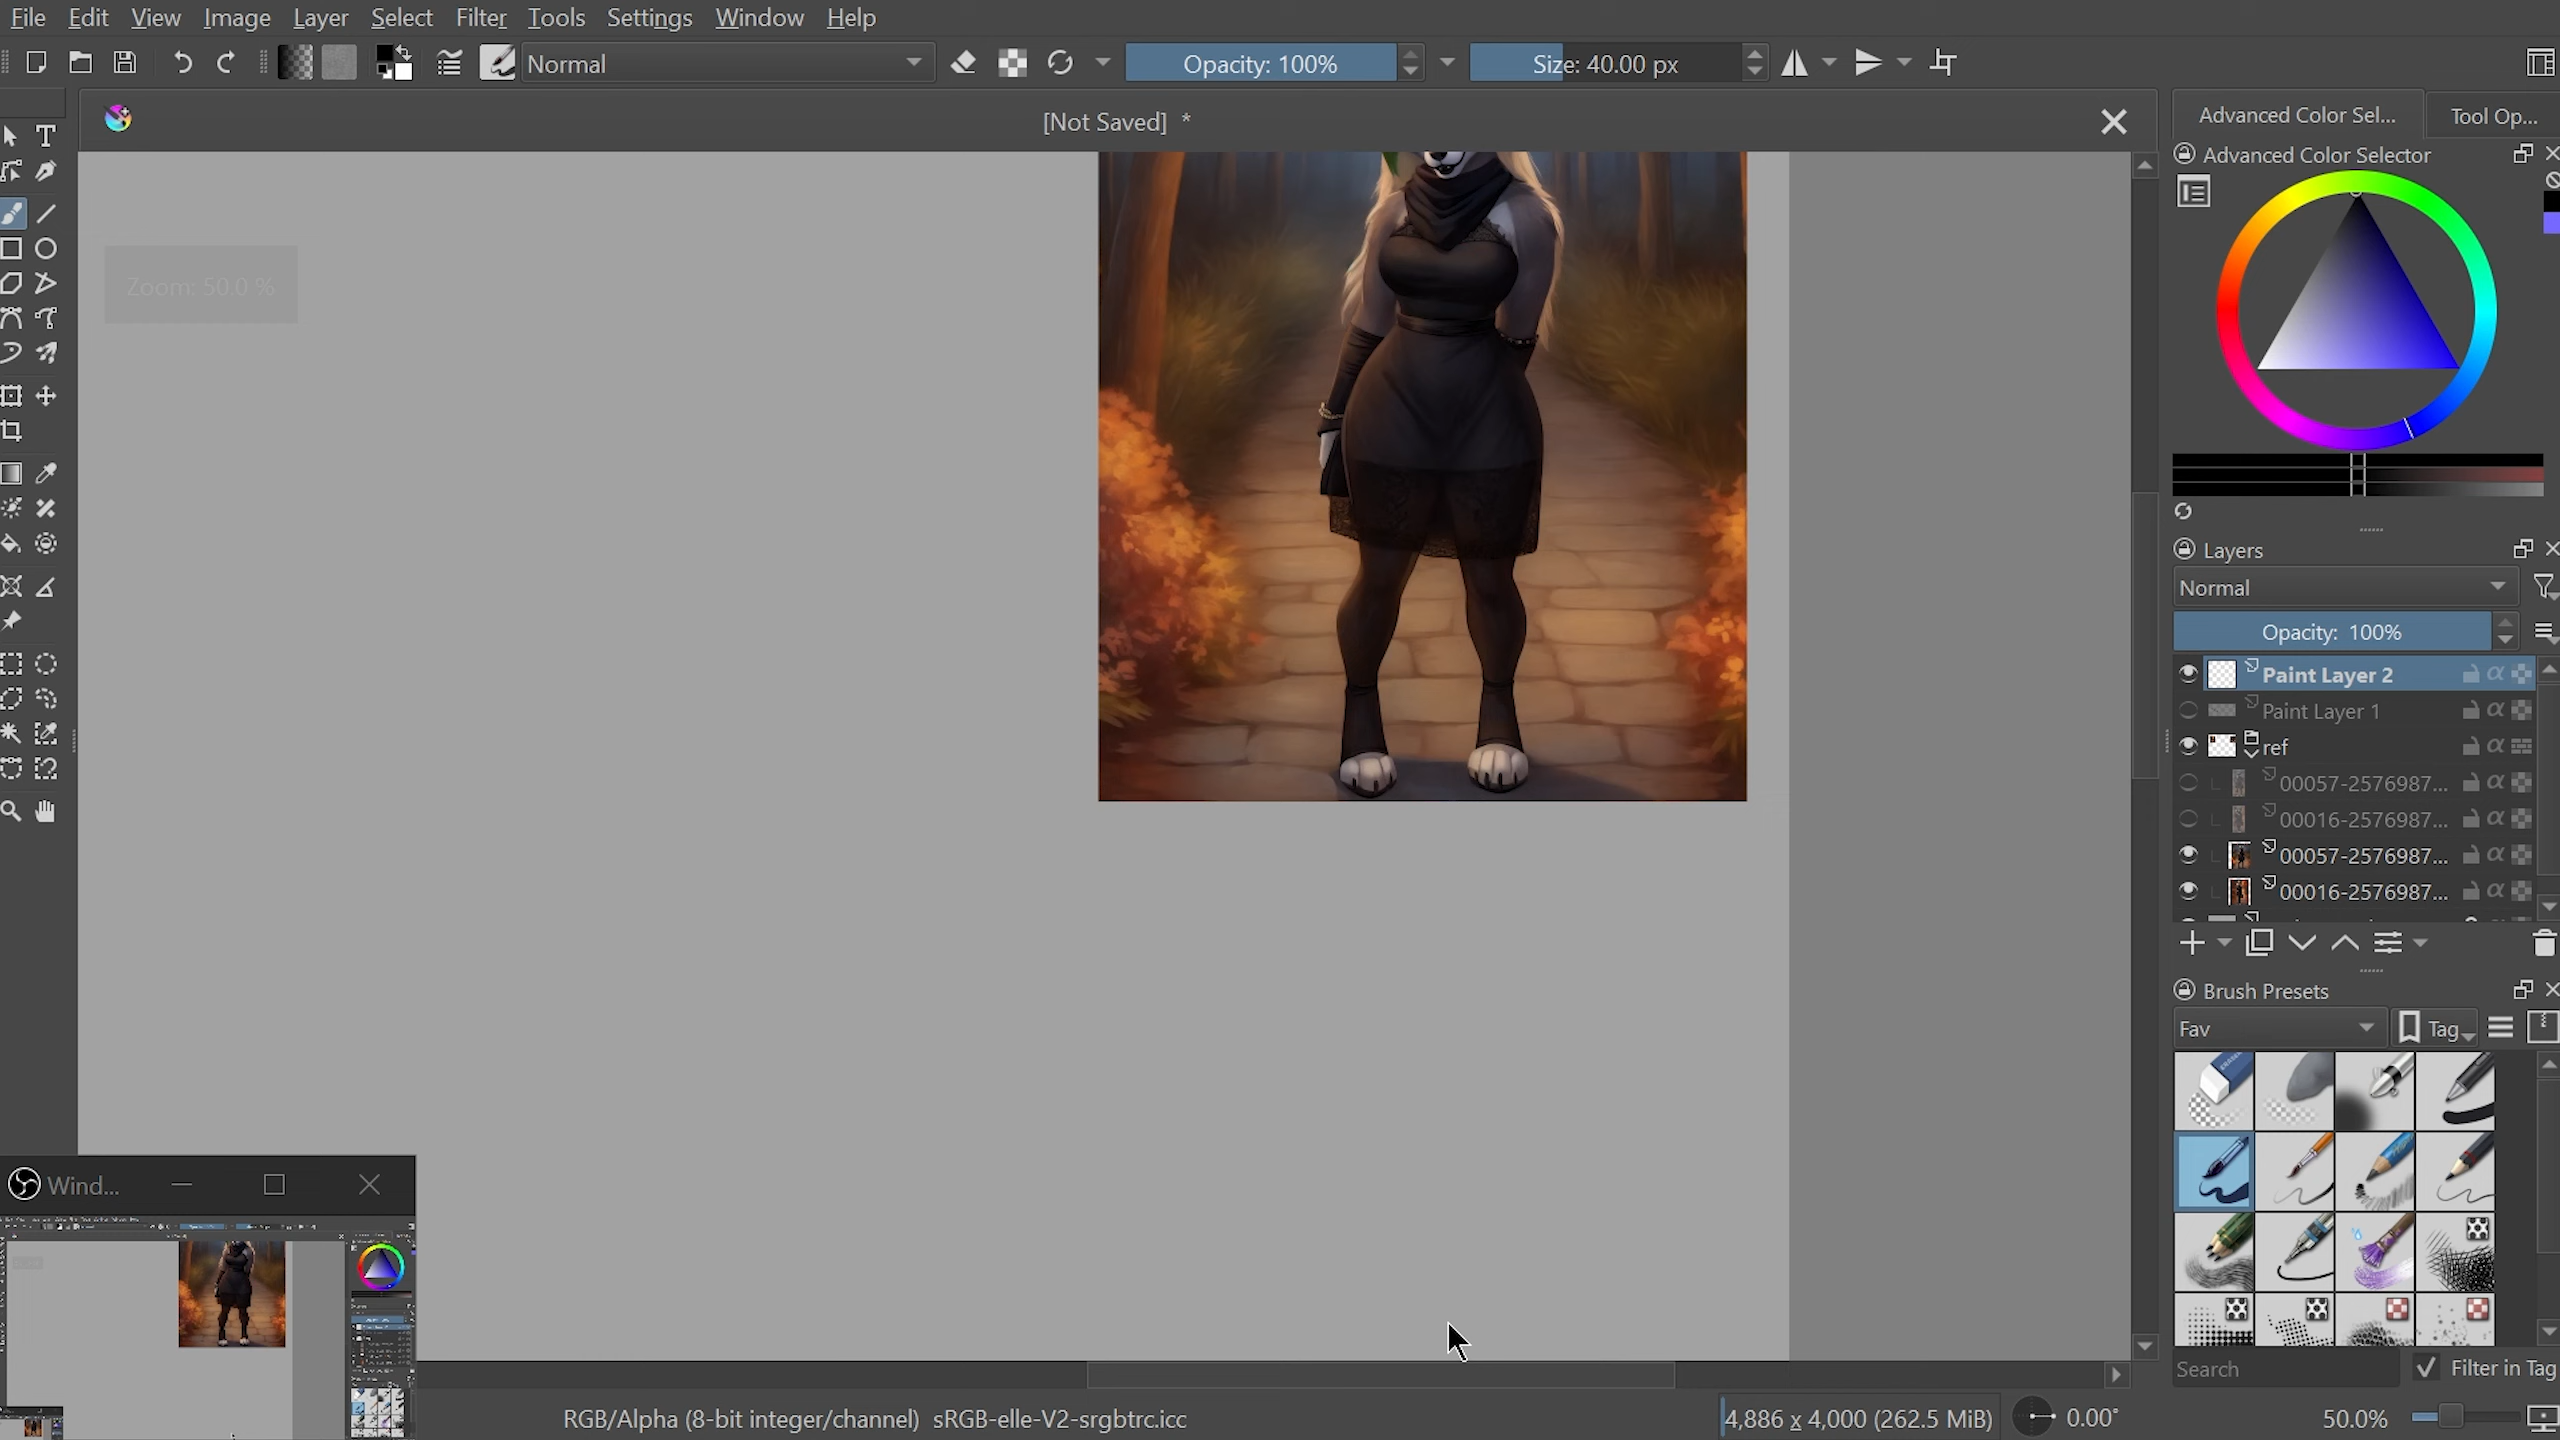 File Edit View Image Layer Select Filter Tools Settings Window Help
Normal
Opacity: 100%
Size: 40.00 px
[Not Saved] *
Advanced Color Sel...
Tool Op...
Advanced Color Selector
Zoom: 50.0 %
Layers
Normal
Opacity: 100%
Paint Layer 2
Paint Layer 1
ref
00057-2576987...
00016-2576987...
00057-2576987...
00016-2576987...
Brush Presets
Fav
Tag
Wind...
Search
Filter in Tag
RGB/Alpha (8-bit integer/channel) sRGB-elle-V2-srgbtrc.icc
4,886 x 4,000 (262.5 MiB)
0.00°
50.0%